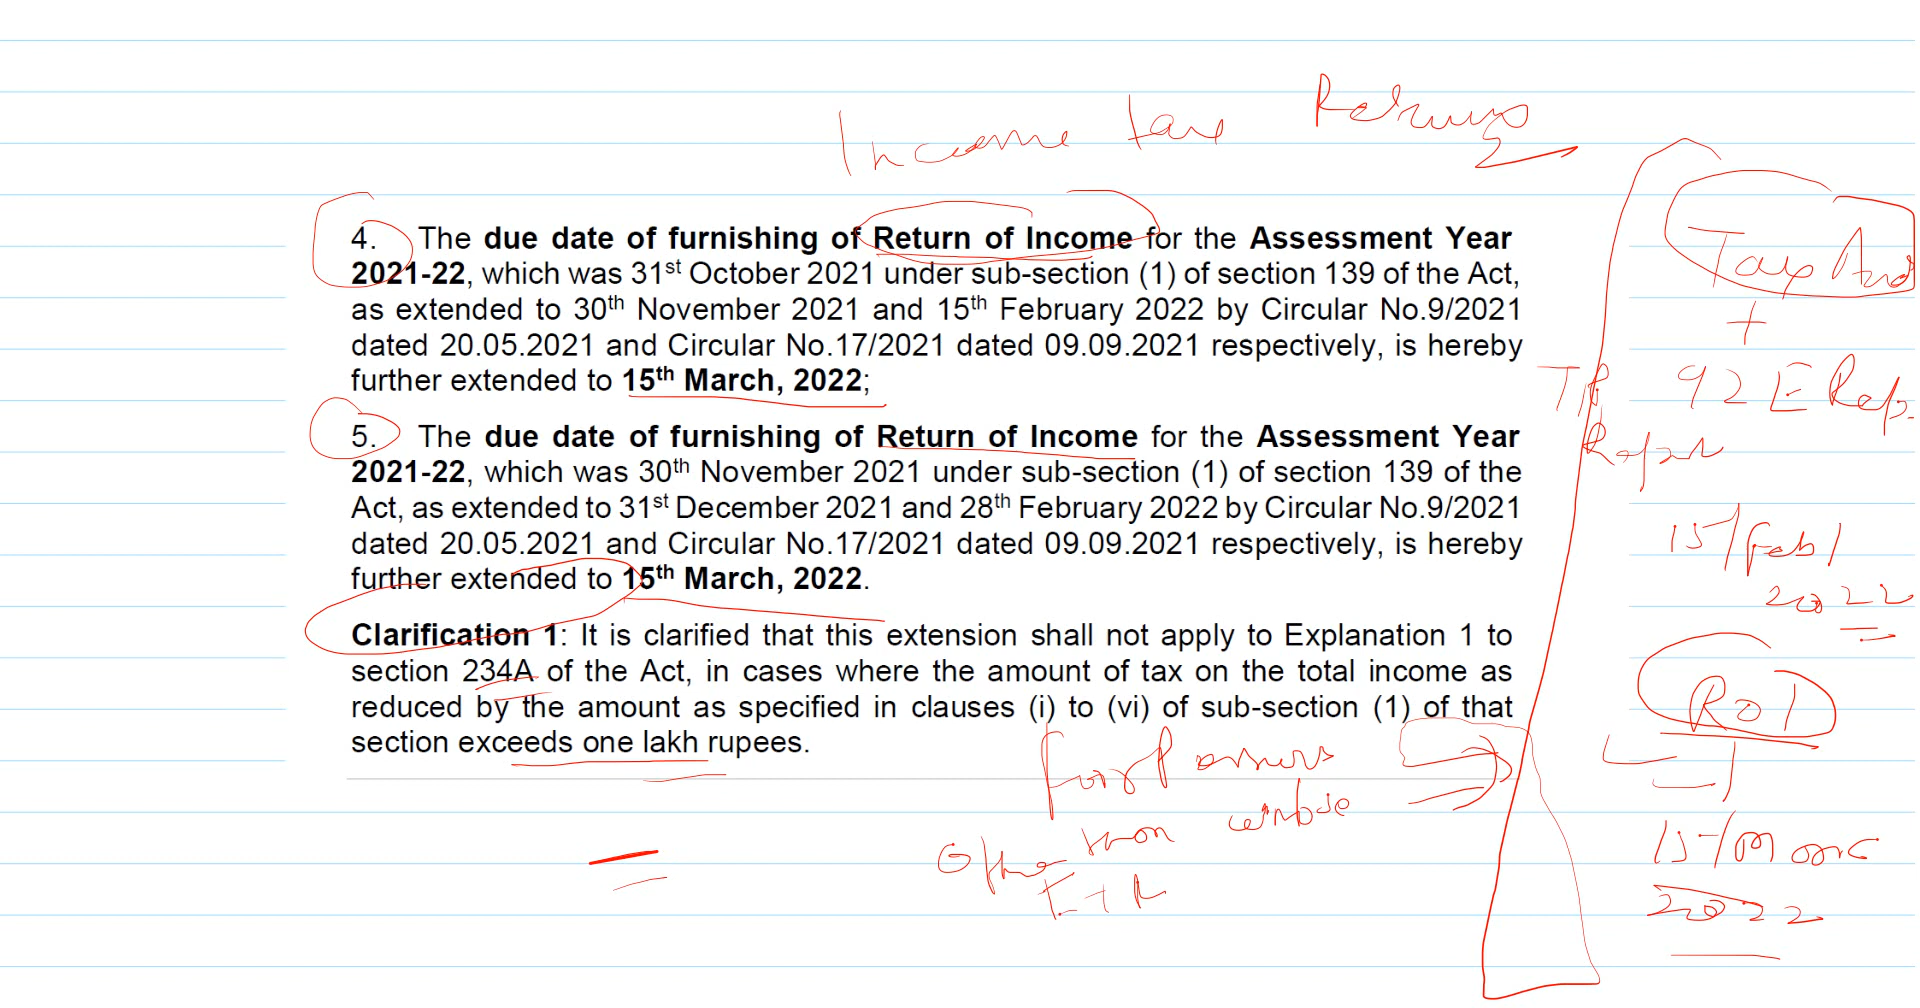 Income tax Returns
4. The due date of furnishing of Return of Income for the Assessment Year
2021-22, which was 31st October 2021 under sub-section (1) of section 139 of the Act,
as extended to 30th November 2021 and 15th February 2022 by Circular No.9/2021
dated 20.05.2021 and Circular No.17/2021 dated 09.09.2021 respectively, is hereby
further extended to 15th March, 2022;
5. The due date of furnishing of Return of Income for the Assessment Year
2021-22, which was 30th November 2021 under sub-section (1) of section 139 of the
Act, as extended to 31st December 2021 and 28th February 2022 by Circular No.9/2021
dated 20.05.2021 and Circular No.17/2021 dated 09.09.2021 respectively, is hereby
further extended to 15th March, 2022.
Clarification 1: It is clarified that this extension shall not apply to Explanation 1 to
section 234A of the Act, in cases where the amount of tax on the total income as
reduced by the amount as specified in clauses (i) to (vi) of sub-section (1) of that
section exceeds one lakh rupees.
For
Other than whose
Tax
+
92E
TP
Report
15/Feb/
2022
ROI
15/
2022